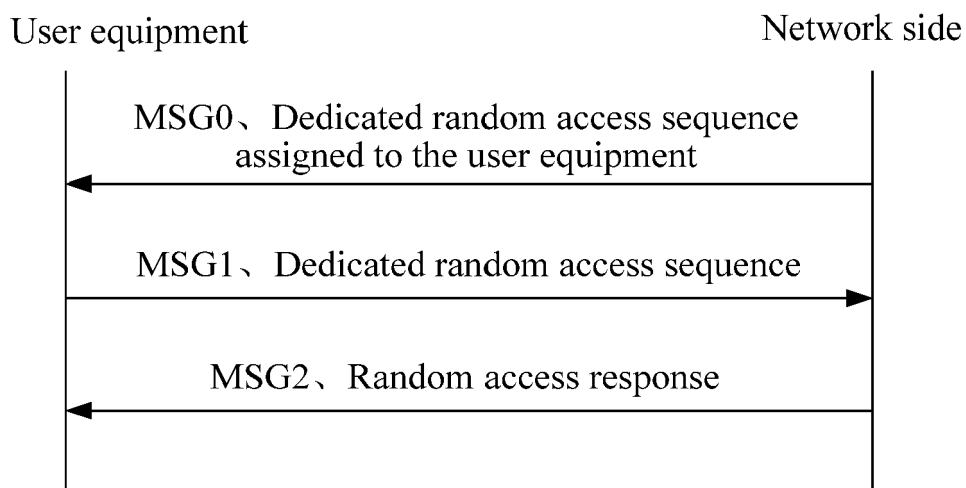 User equipment
Network side
MSG0、Dedicated random access sequence
assigned to the user equipment
MSG1、Dedicated random access sequence
MSG2、Random access response